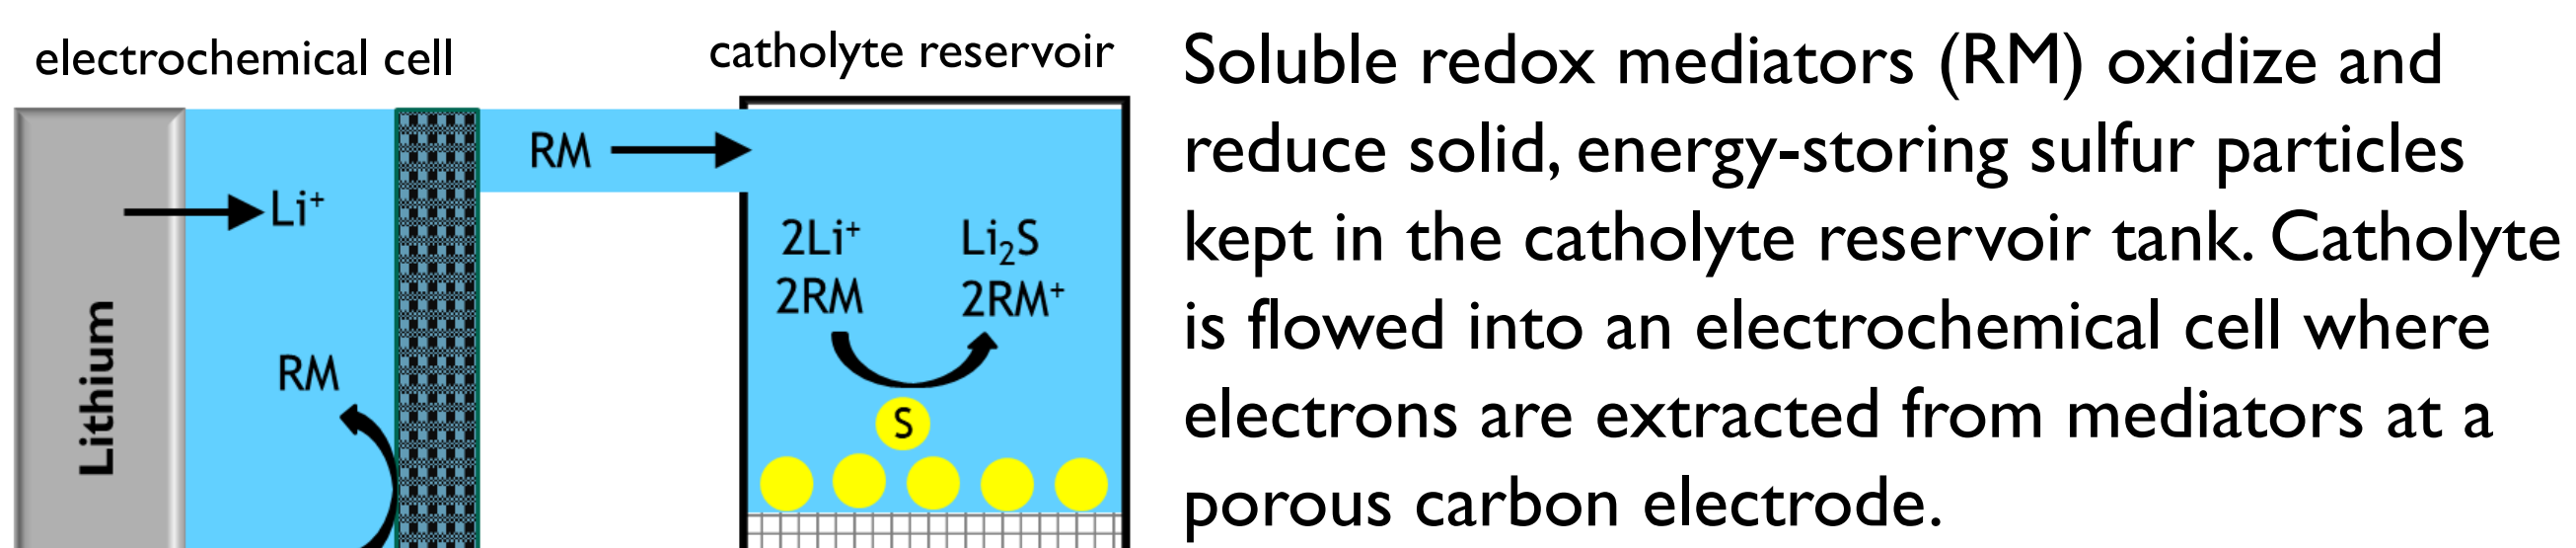 electrochemical cell
catholyte reservoir
RM
Li⁺
2Li⁺
Li₂S
2RM
2RM⁺
RM
S
Lithium
Soluble redox mediators (RM) oxidize and
reduce solid, energy-storing sulfur particles
kept in the catholyte reservoir tank. Catholyte
is flowed into an electrochemical cell where
electrons are extracted from mediators at a
porous carbon electrode.